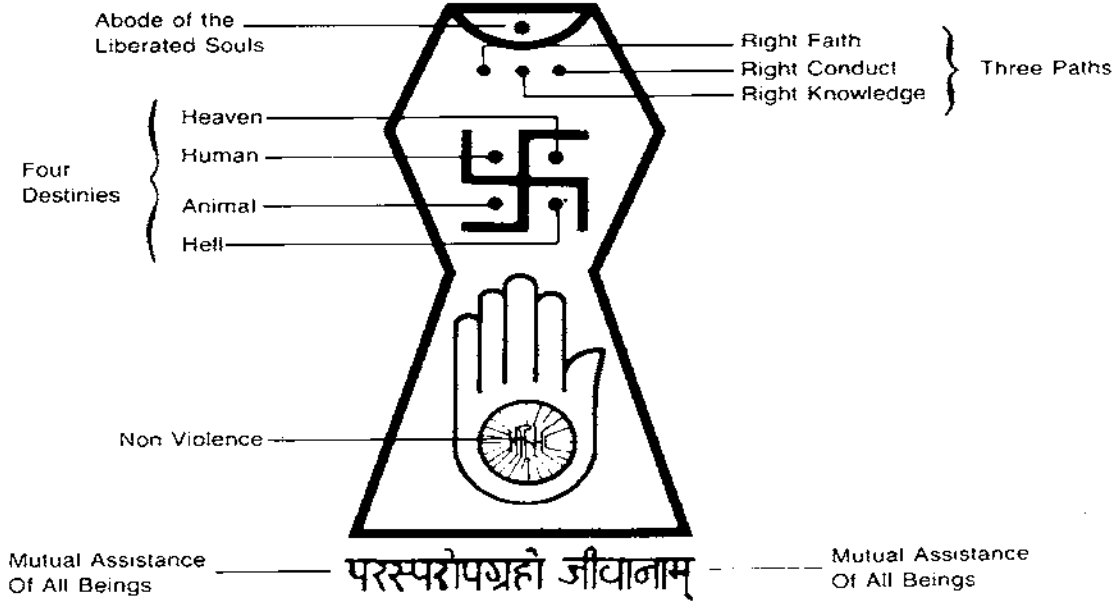 Abode of the
Liberated Souls
Right Faith
Right Conduct
Right Knowledge
Three Paths
Heaven
Human
Four
Destinies
Animal
Hell
Non Violence
Mutual Assistance
Of All Beings
परस्परोपग्रहो जीवानाम्
Mutual Assistance
Of All Beings